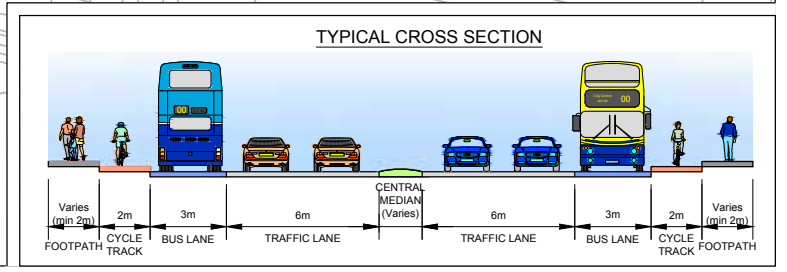 TYPICAL CROSS SECTION
00
00
CENTRAL
MEDIAN
(Varies)
Varies
(min 2m)
2m
3m
6m
6m
3m
2m
Varies
(min 2m)
FOOTPATH
CYCLE
TRACK
BUS LANE
TRAFFIC LANE
TRAFFIC LANE
BUS LANE
CYCLE
TRACK
FOOTPATH